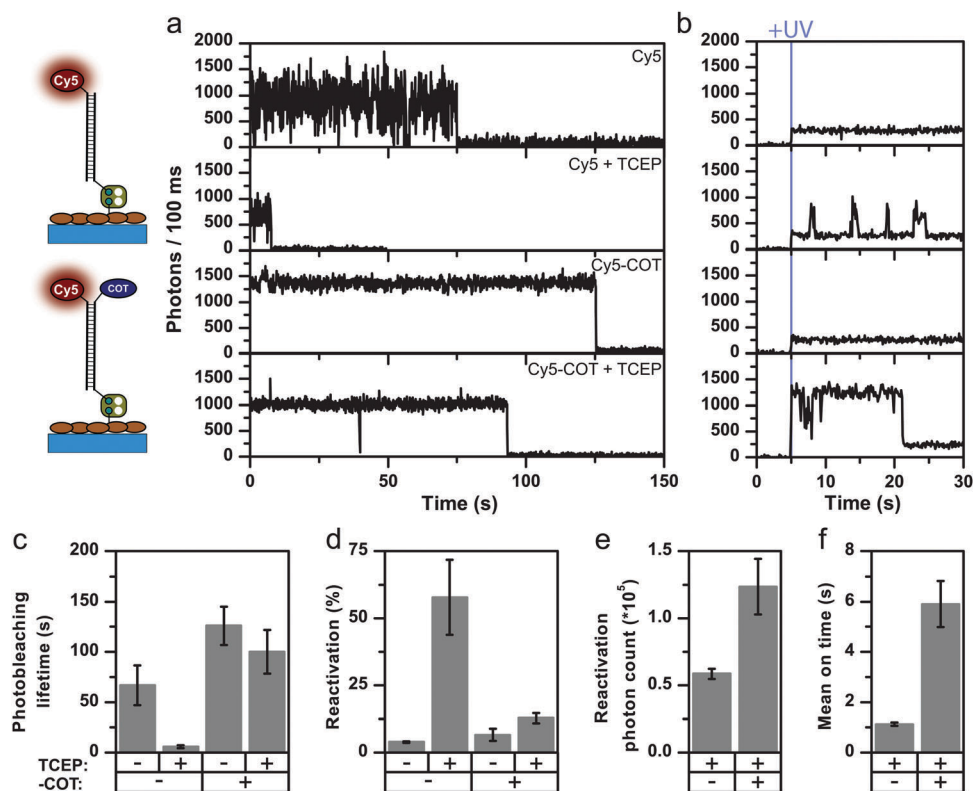 a
b
+UV
Cy5
Cy5
COT
Photons / 100 ms
2000
1500
1000
500
0
Cy5
1500
1000
500
0
Cy5 + TCEP
1500
1000
500
0
Cy5-COT
1500
1000
500
0
Cy5-COT + TCEP
0 50 100 150
Time (s)
2000
1500
1000
500
0
1500
1000
500
0
1500
1000
500
0
1500
1000
500
0
0 10 20 30
Time (s)
c
Photobleaching
lifetime (s)
200
150
100
50
0
TCEP: - + - +
-COT: - +
d
Reactivation (%)
75
50
25
0
- + - +
- +
e
Reactivation
photon count (*10⁵)
1.5
1.0
0.5
0.0
+ +
- +
f
Mean on time (s)
8
6
4
2
0
+ +
- +